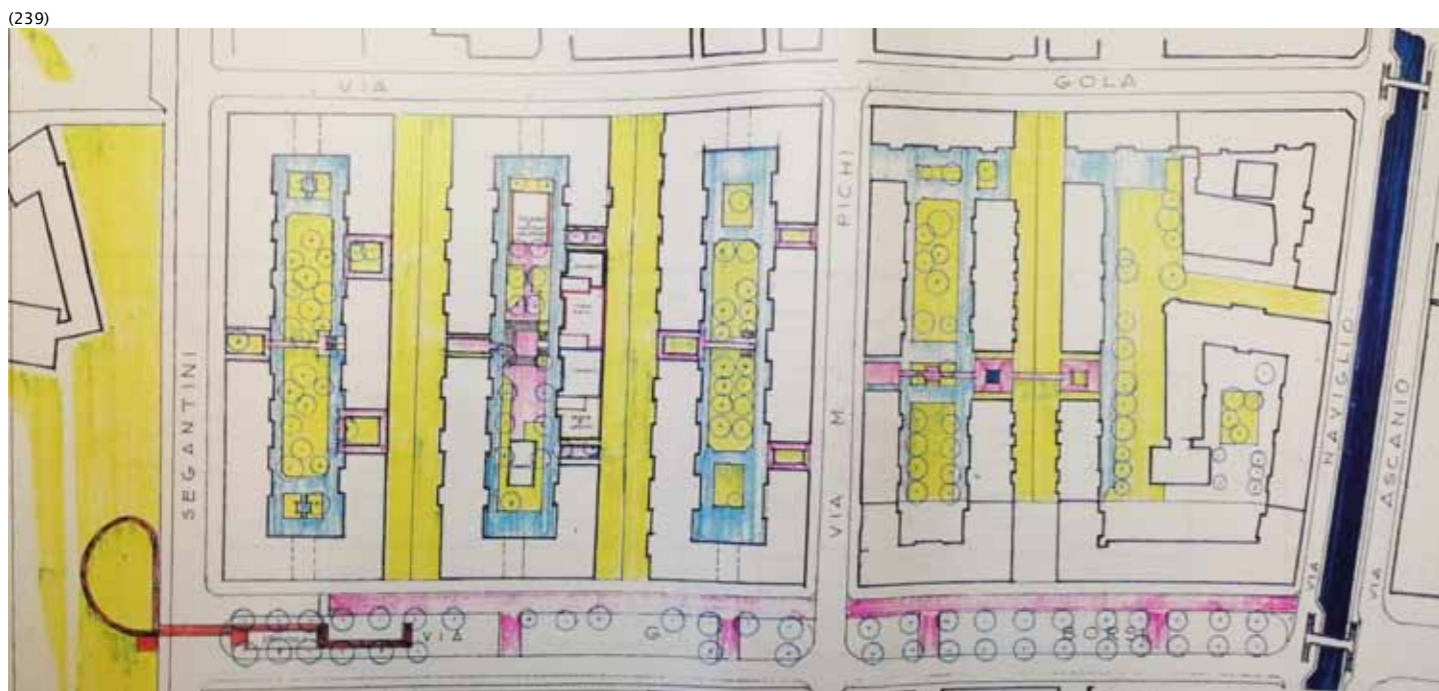 (239)
VIA GOLA
SEGANTINI
VIA M PICHI
VIA NAVIGLIO
VIA ASCANIO
VIA G BORSI